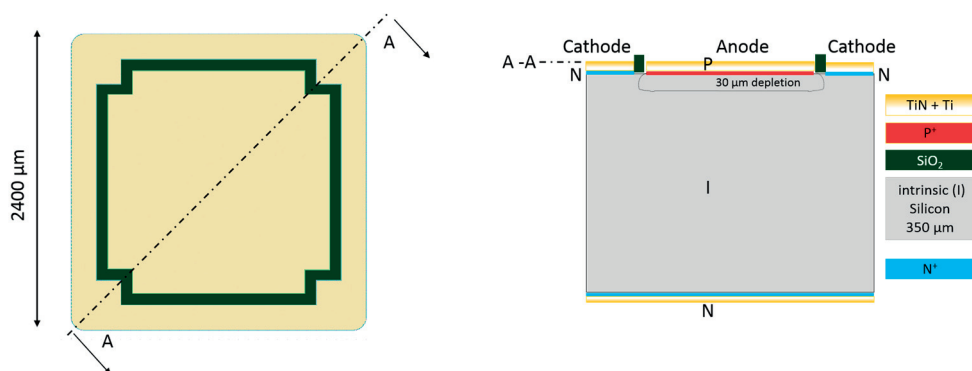 A
2400 µm
A
Cathode
Anode
Cathode
A -A
P
N
N
30 µm depletion
I
N
TiN + Ti
P⁺
SiO₂
intrinsic (I)
Silicon
350 µm
N⁺